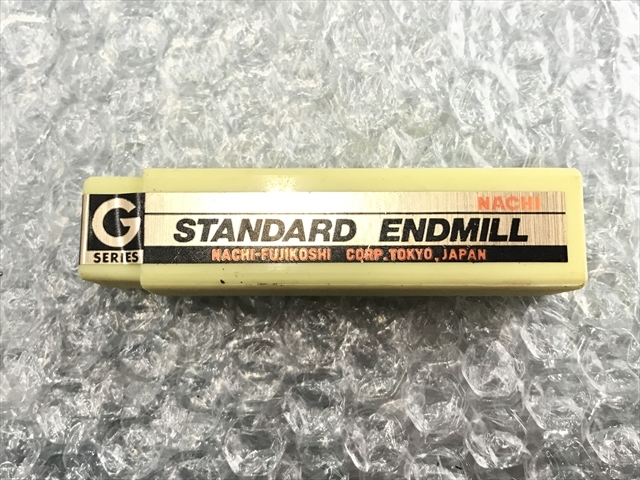 G
SERIES
NACHI
STANDARD ENDMILL
NACHI-FUJIKOSHI CORP. TOKYO, JAPAN